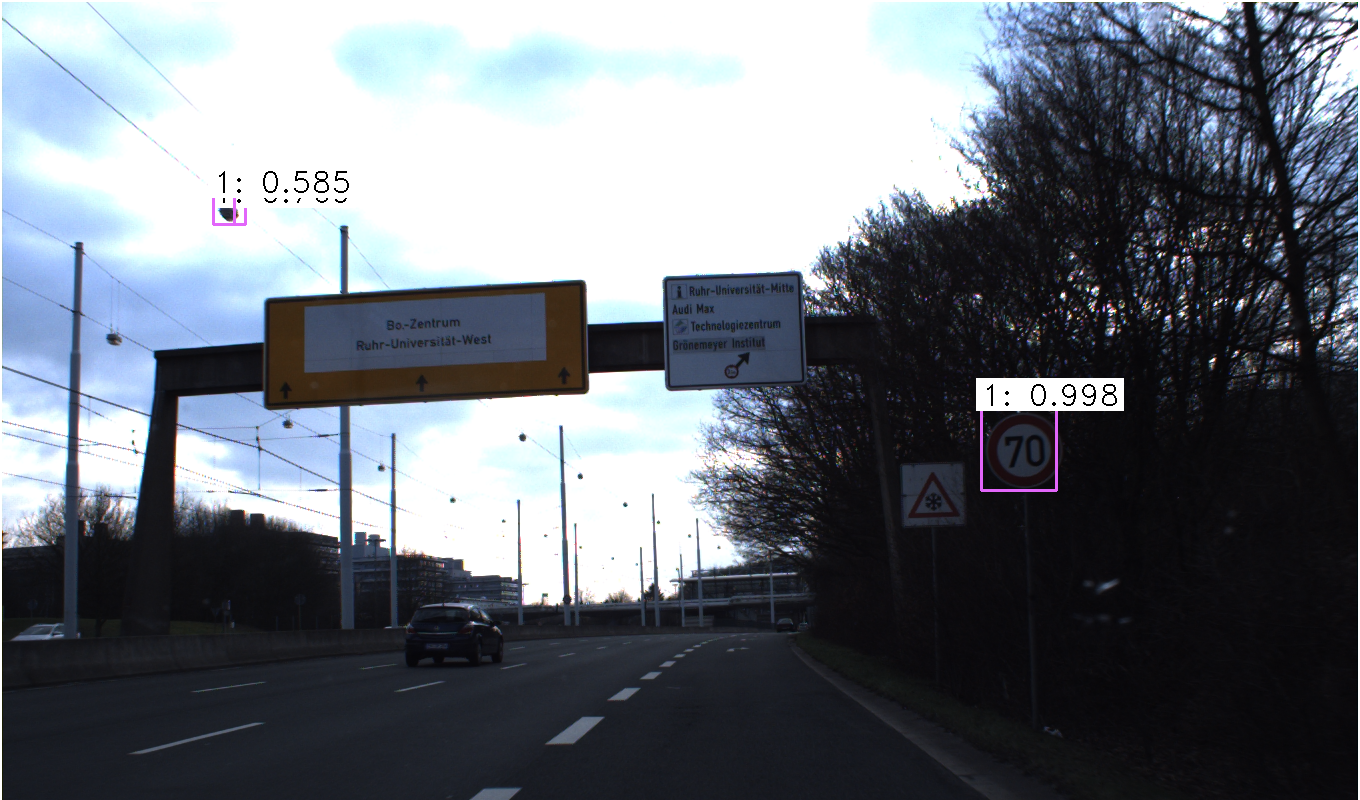 1: 0.585
Bo.-Zentrum
Ruhr-Universität-West
Ruhr-Universität-Mitte
Audi Max
Technologiezentrum
Grönemeyer Institut
1: 0.998
70